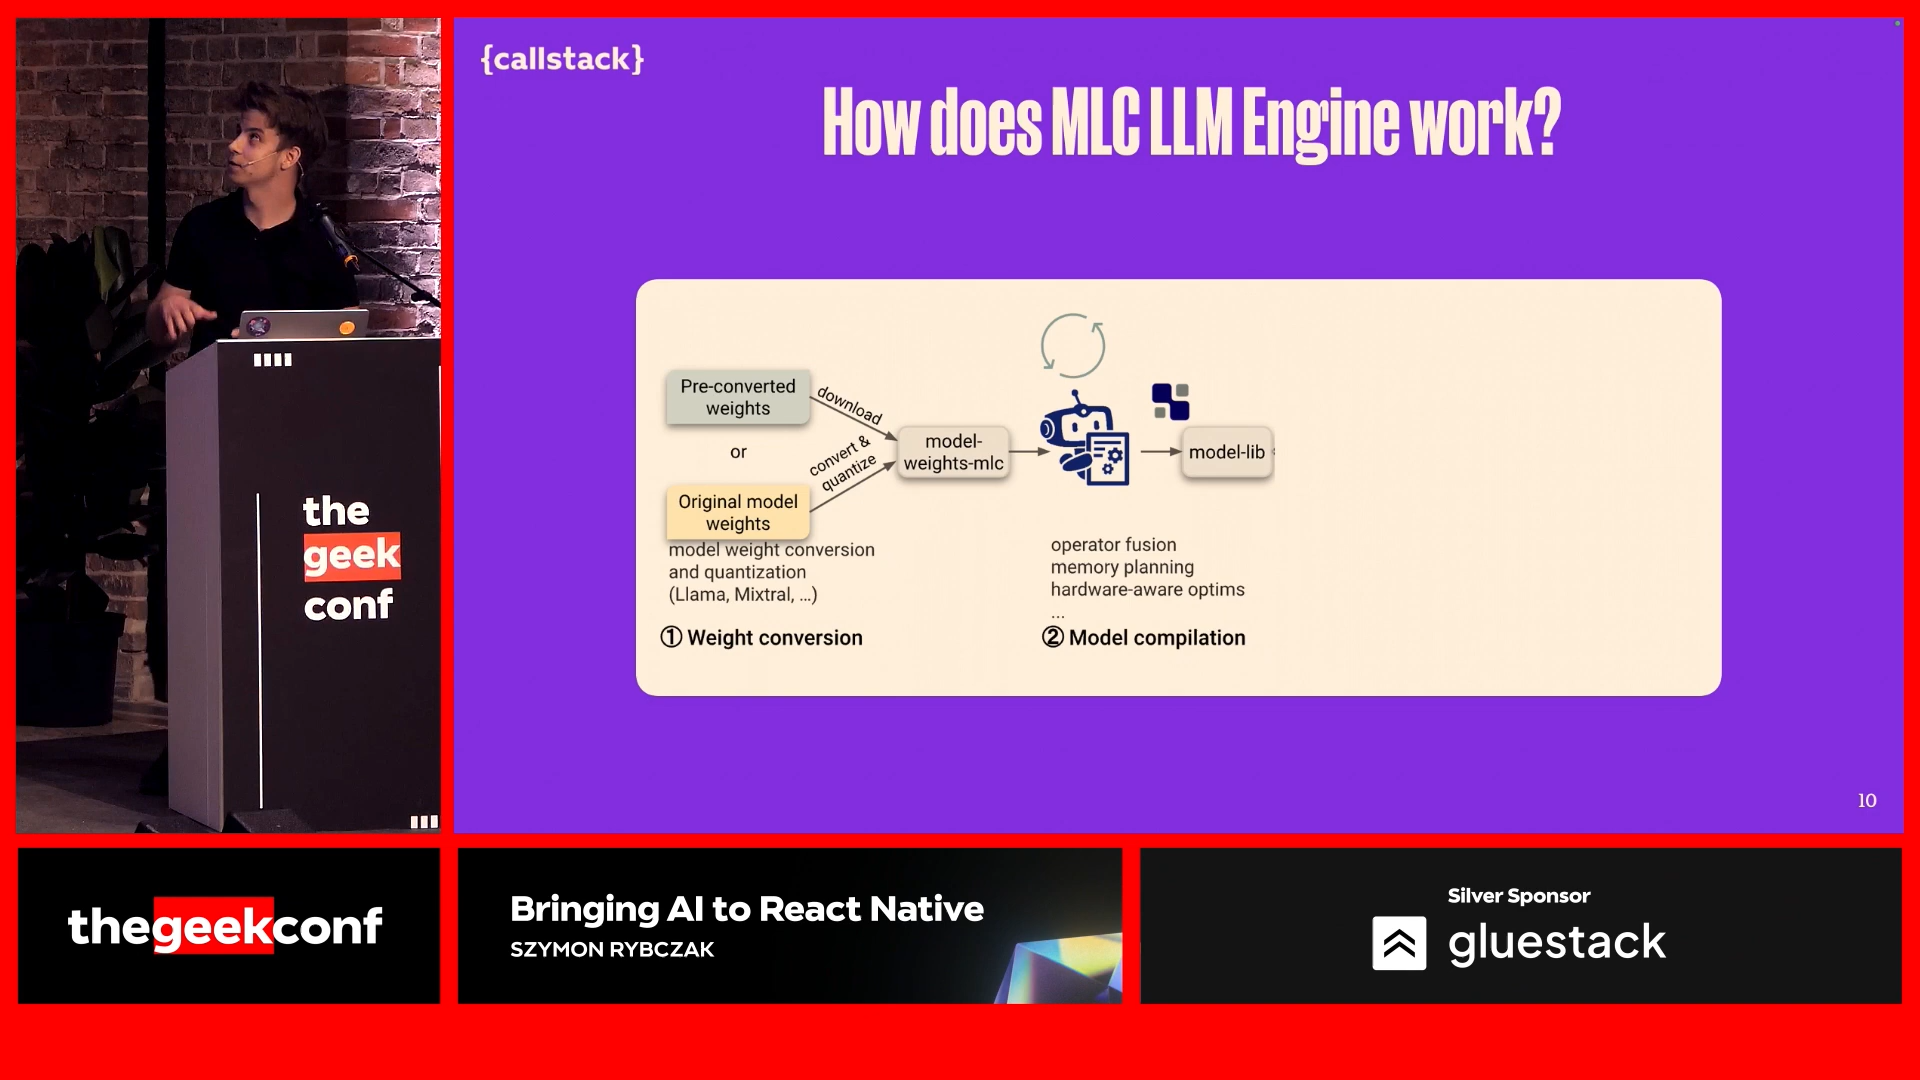 {callstack}
How does MLC LLM Engine work?
Pre-converted
weights
or
Original model
weights
download
convert &
quantize
model-
weights-mlc
model-lib
model weight conversion
and quantization
(Llama, Mixtral, ...)
① Weight conversion
operator fusion
memory planning
hardware-aware optims
...
② Model compilation
10
the
geek
conf
thegeekconf
Bringing AI to React Native
SZYMON RYBCZAK
Silver Sponsor
gluestack